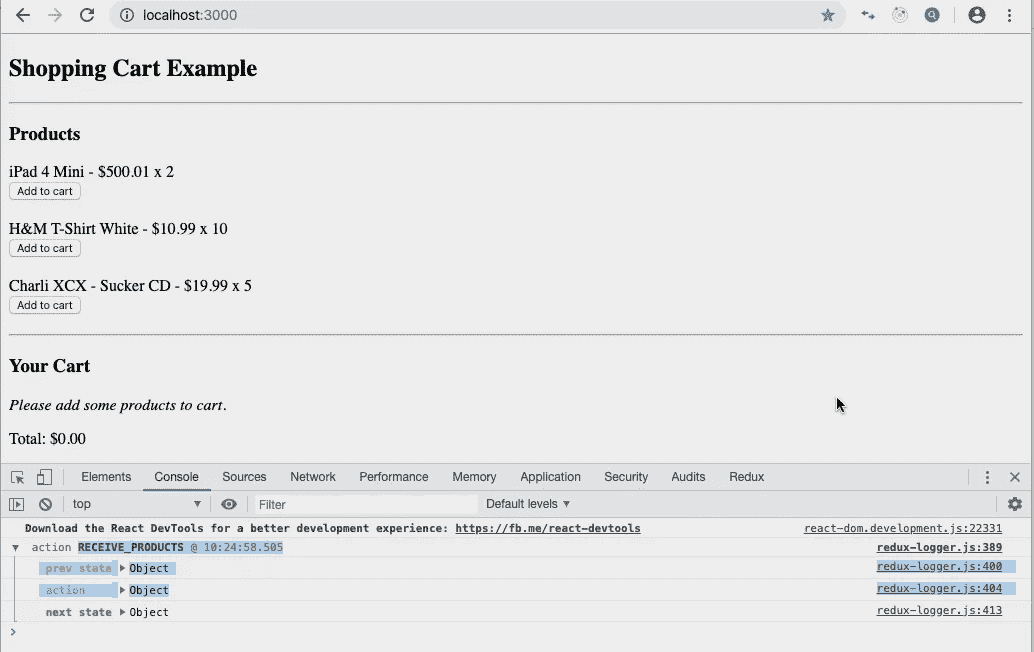 localhost:3000
Shopping Cart Example
Products
iPad 4 Mini - $500.01 x 2
Add to cart
H&M T-Shirt White - $10.99 x 10
Add to cart
Charli XCX - Sucker CD - $19.99 x 5
Add to cart
Your Cart
Please add some products to cart.
Total: $0.00
Elements Console Sources Network Performance Memory Application Security Audits Redux
top Filter Default levels
Download the React DevTools for a better development experience: https://fb.me/react-devtools react-dom.development.js:22331
action RECEIVE_PRODUCTS @ 10:24:58.505 redux-logger.js:389
prev state Object redux-logger.js:400
action Object redux-logger.js:404
next state Object redux-logger.js:413